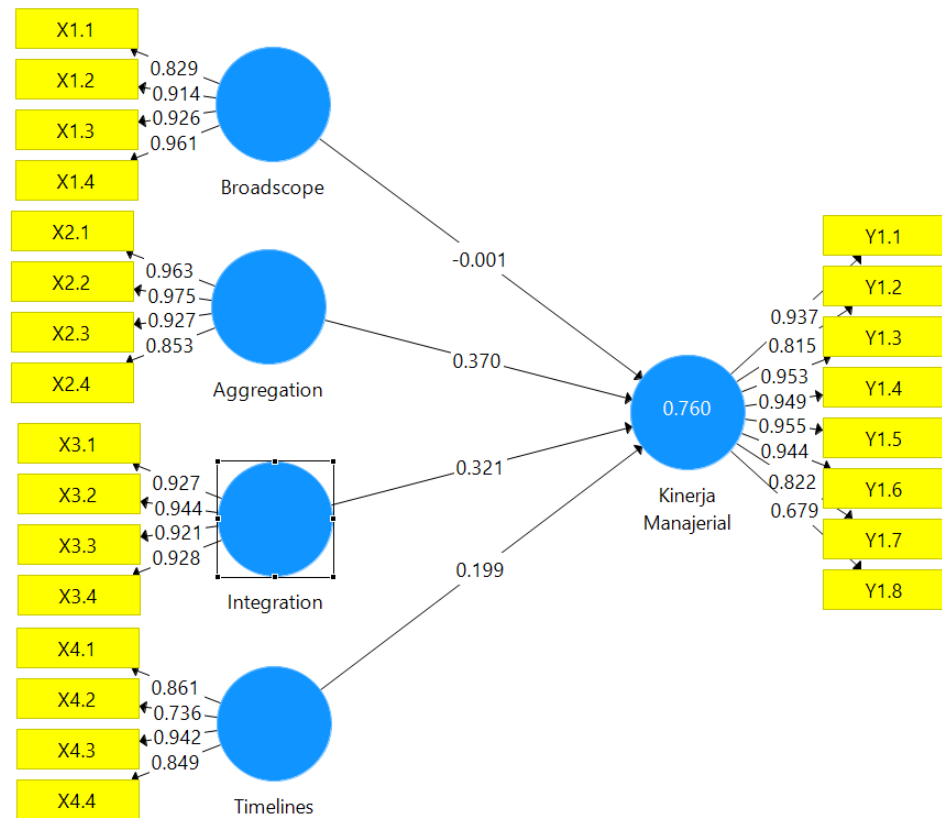 X1.1
X1.2
X1.3
X1.4
0.829
0.914
0.926
0.961
Broadscope
X2.1
X2.2
X2.3
X2.4
0.963
0.975
0.927
0.853
Aggregation
X3.1
X3.2
X3.3
X3.4
0.927
0.944
0.921
0.928
Integration
X4.1
X4.2
X4.3
X4.4
0.861
0.736
0.942
0.849
Timelines
-0.001
0.370
0.321
0.199
0.760
Kinerja
Manajerial
0.937
0.815
0.953
0.949
0.955
0.944
0.822
0.679
Y1.1
Y1.2
Y1.3
Y1.4
Y1.5
Y1.6
Y1.7
Y1.8